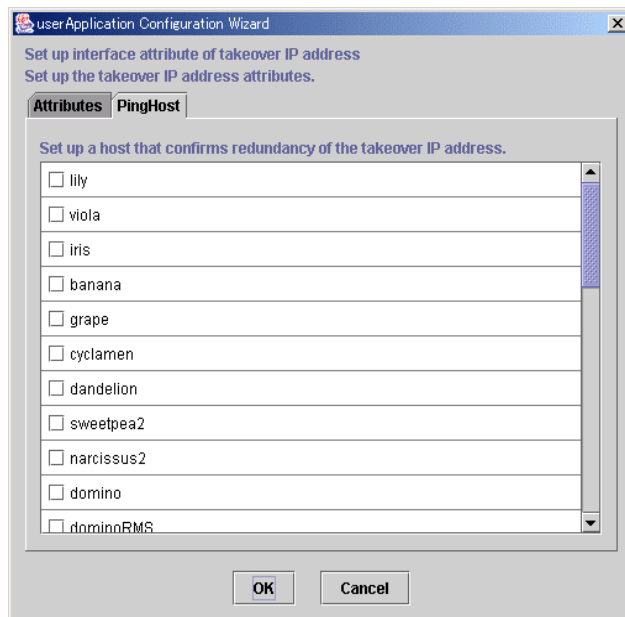 userApplication Configuration Wizard
Set up interface attribute of takeover IP address
Set up the takeover IP address attributes.
Attributes PingHost
Set up a host that confirms redundancy of the takeover IP address.
lily
viola
iris
banana
grape
cyclamen
dandelion
sweetpea2
narcissus2
domino
dominoRMS
OK Cancel